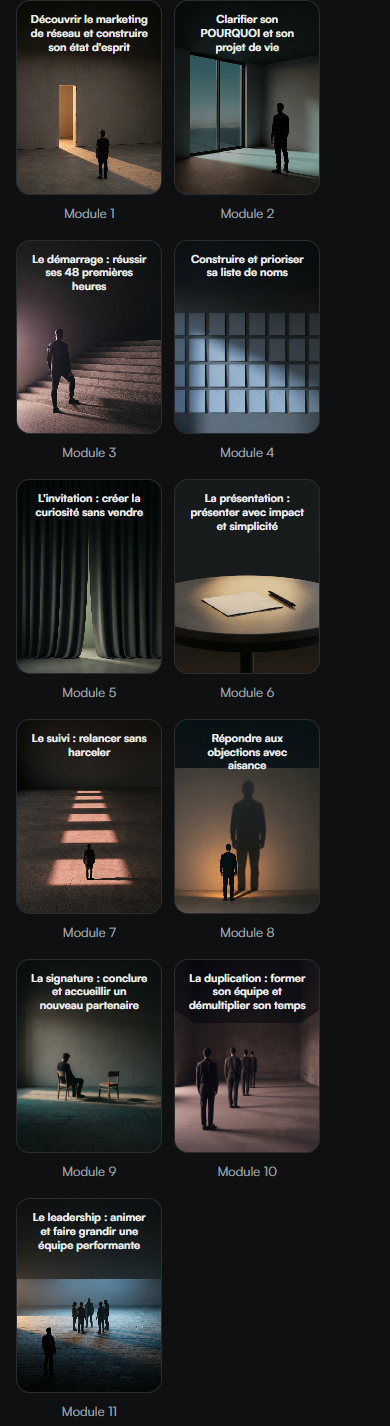 Découvrir le marketing
de réseau et construire
son état d'esprit
Module 1
Clarifier son
POURQUOI et son
projet de vie
Module 2
Le démarrage : réussir
ses 48 premières
heures
Module 3
Construire et prioriser
sa liste de noms
Module 4
L'invitation : créer la
curiosité sans vendre
Module 5
La présentation :
présenter avec impact
et simplicité
Module 6
Le suivi : relancer sans
harceler
Module 7
Répondre aux
objections avec
aisance
Module 8
La signature : conclure
et accueillir un
nouveau partenaire
Module 9
La duplication : former
son équipe et
démultiplier son temps
Module 10
Le leadership : animer
et faire grandir une
équipe performante
Module 11